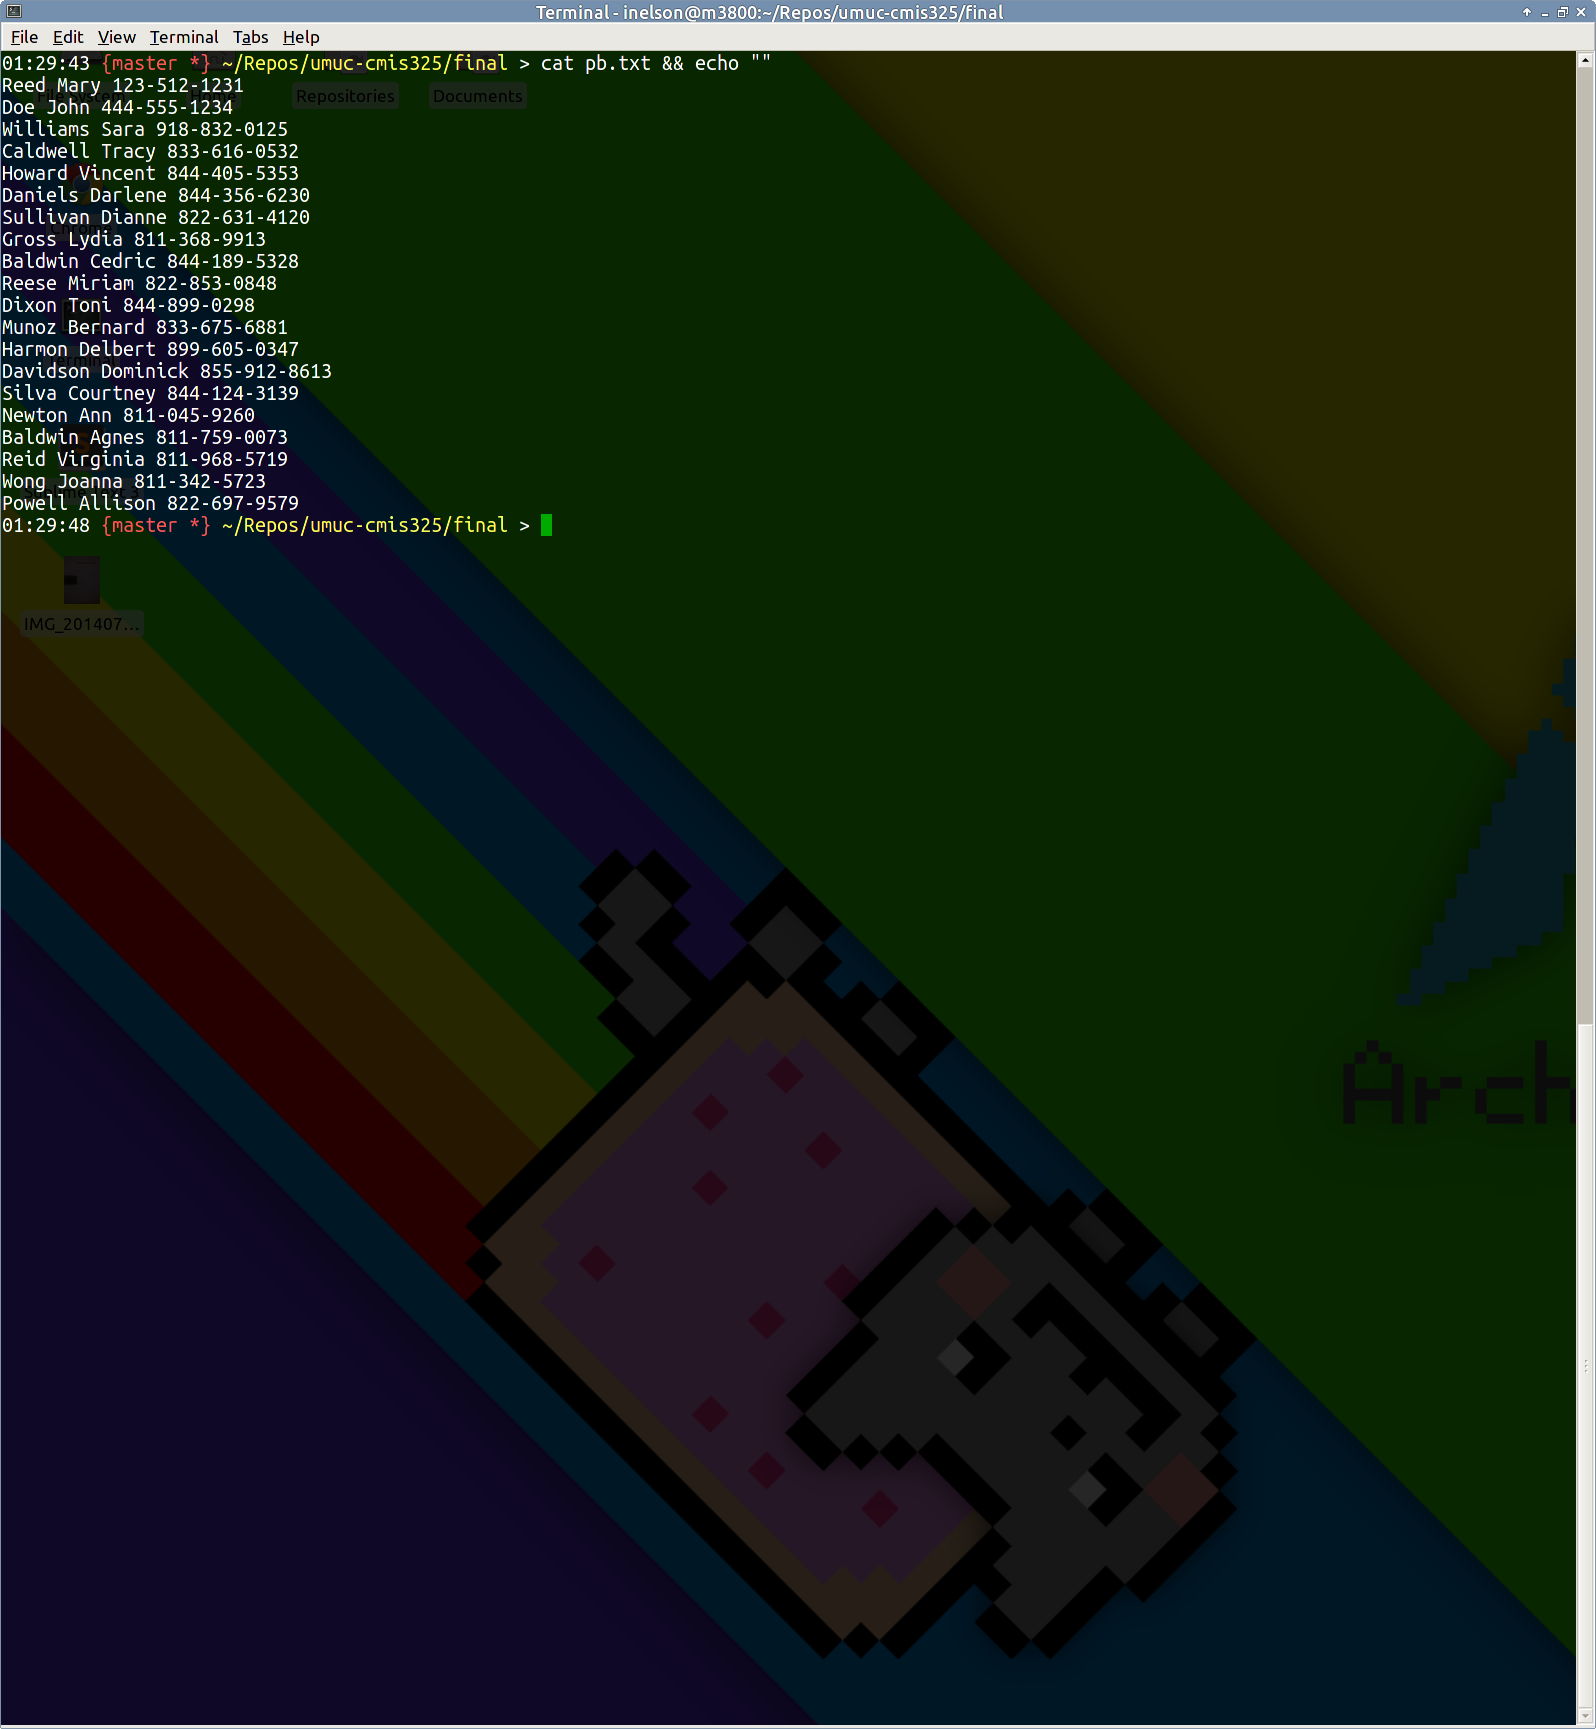 Terminal - inelson@m3800:~/Repos/umuc-cmis325/final
File Edit View Terminal Tabs Help
01:29:43 {master *} ~/Repos/umuc-cmis325/final > cat pb.txt && echo ""
Reed Mary 123-512-1231
File System Home Repositories Documents
Doe John 444-555-1234
Williams Sara 918-832-0125
Caldwell Tracy 833-616-0532
Howard Vincent 844-405-5353
Daniels Darlene 844-356-6230
Sullivan Dianne 822-631-4120
Chrome
Gross Lydia 811-368-9913
Baldwin Cedric 844-189-5328
Reese Miriam 822-853-0848
Dixon Toni 844-899-0298
Munoz Bernard 833-675-6881
Harmon Delbert 899-605-0347
Terminal
Davidson Dominick 855-912-8613
Silva Courtney 844-124-3139
Newton Ann 811-045-9260
Baldwin Agnes 811-759-0073
Reid Virginia 811-968-5719
Wong Joanna 811-342-5723
Powell Allison 822-697-9579
01:29:48 {master *} ~/Repos/umuc-cmis325/final >
IMG_201407...
Arch